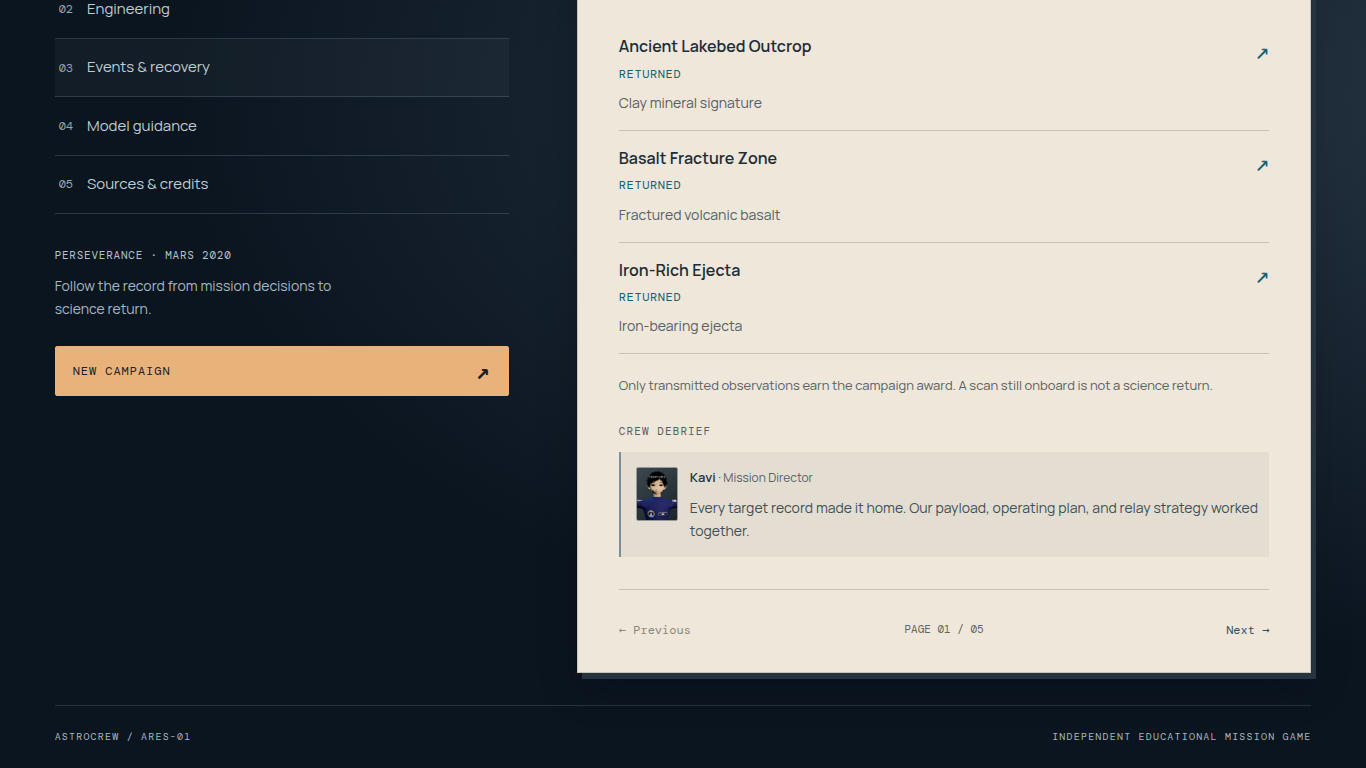 02 Engineering
03 Events & recovery
04 Model guidance
05 Sources & credits
PERSEVERANCE · MARS 2020
Follow the record from mission decisions to
science return.
NEW CAMPAIGN ↗
Ancient Lakebed Outcrop ↗
RETURNED
Clay mineral signature
Basalt Fracture Zone ↗
RETURNED
Fractured volcanic basalt
Iron-Rich Ejecta ↗
RETURNED
Iron-bearing ejecta
Only transmitted observations earn the campaign award. A scan still onboard is not a science return.
CREW DEBRIEF
Kavi · Mission Director
Every target record made it home. Our payload, operating plan, and relay strategy worked
together.
← Previous PAGE 01 / 05 Next →
ASTROCREW / ARES-01 INDEPENDENT EDUCATIONAL MISSION GAME